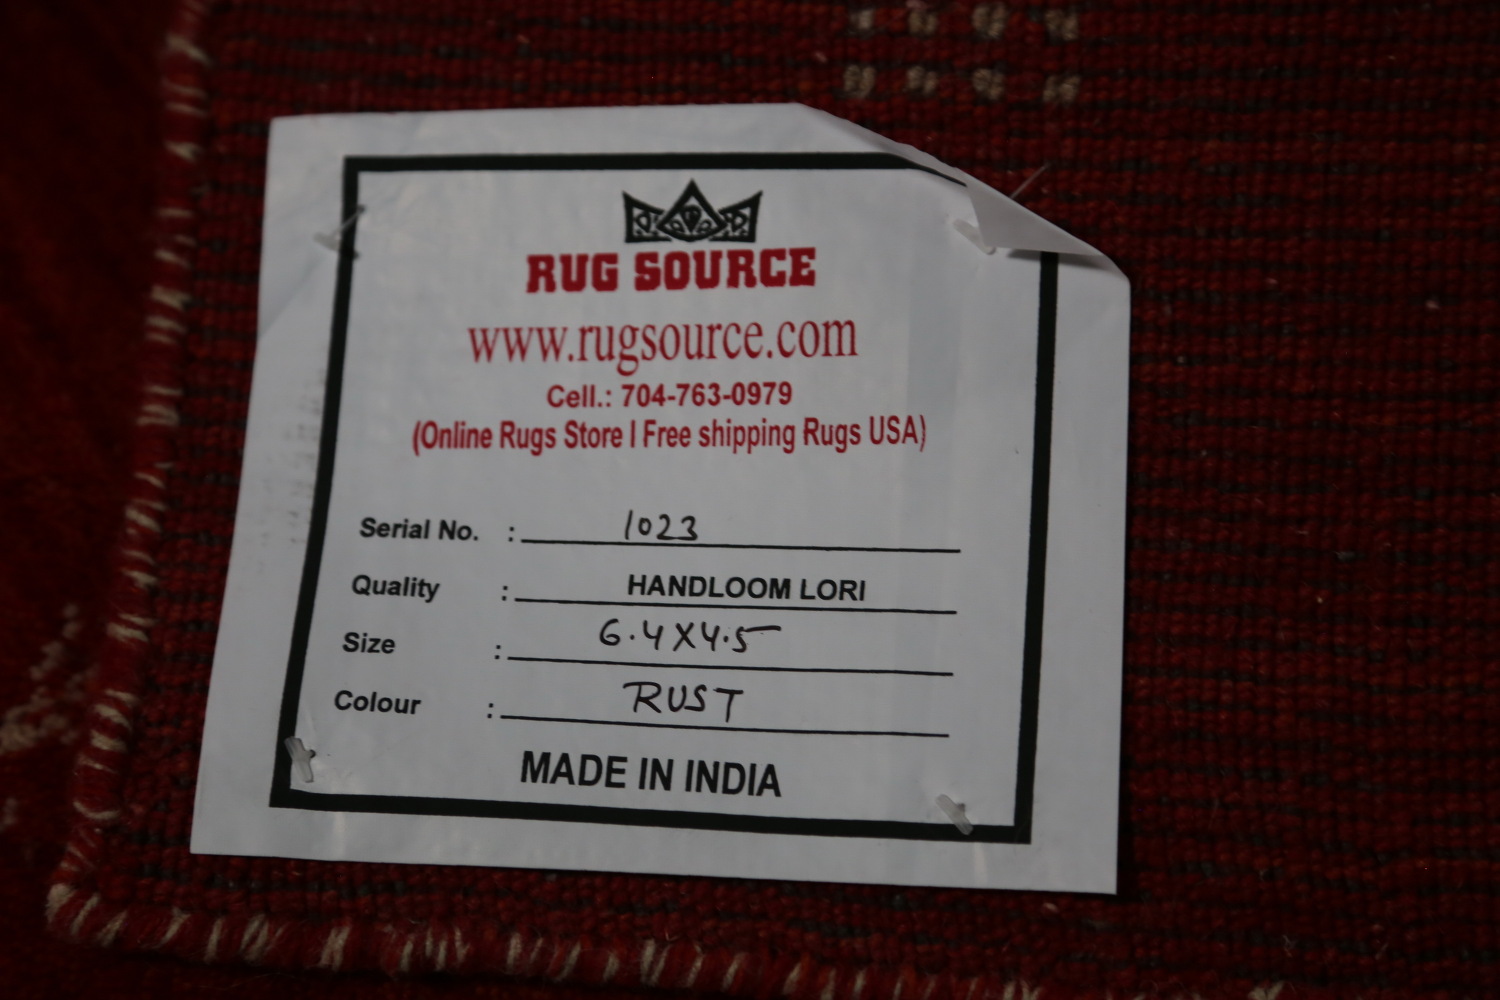 RUG SOURCE
www.rugsource.com
Cell.: 704-763-0979
(Online Rugs Store I Free shipping Rugs USA)
Serial No. : 1023
Quality : HANDLOOM LORI
Size : 6.4X4.5
Colour : RUST
MADE IN INDIA